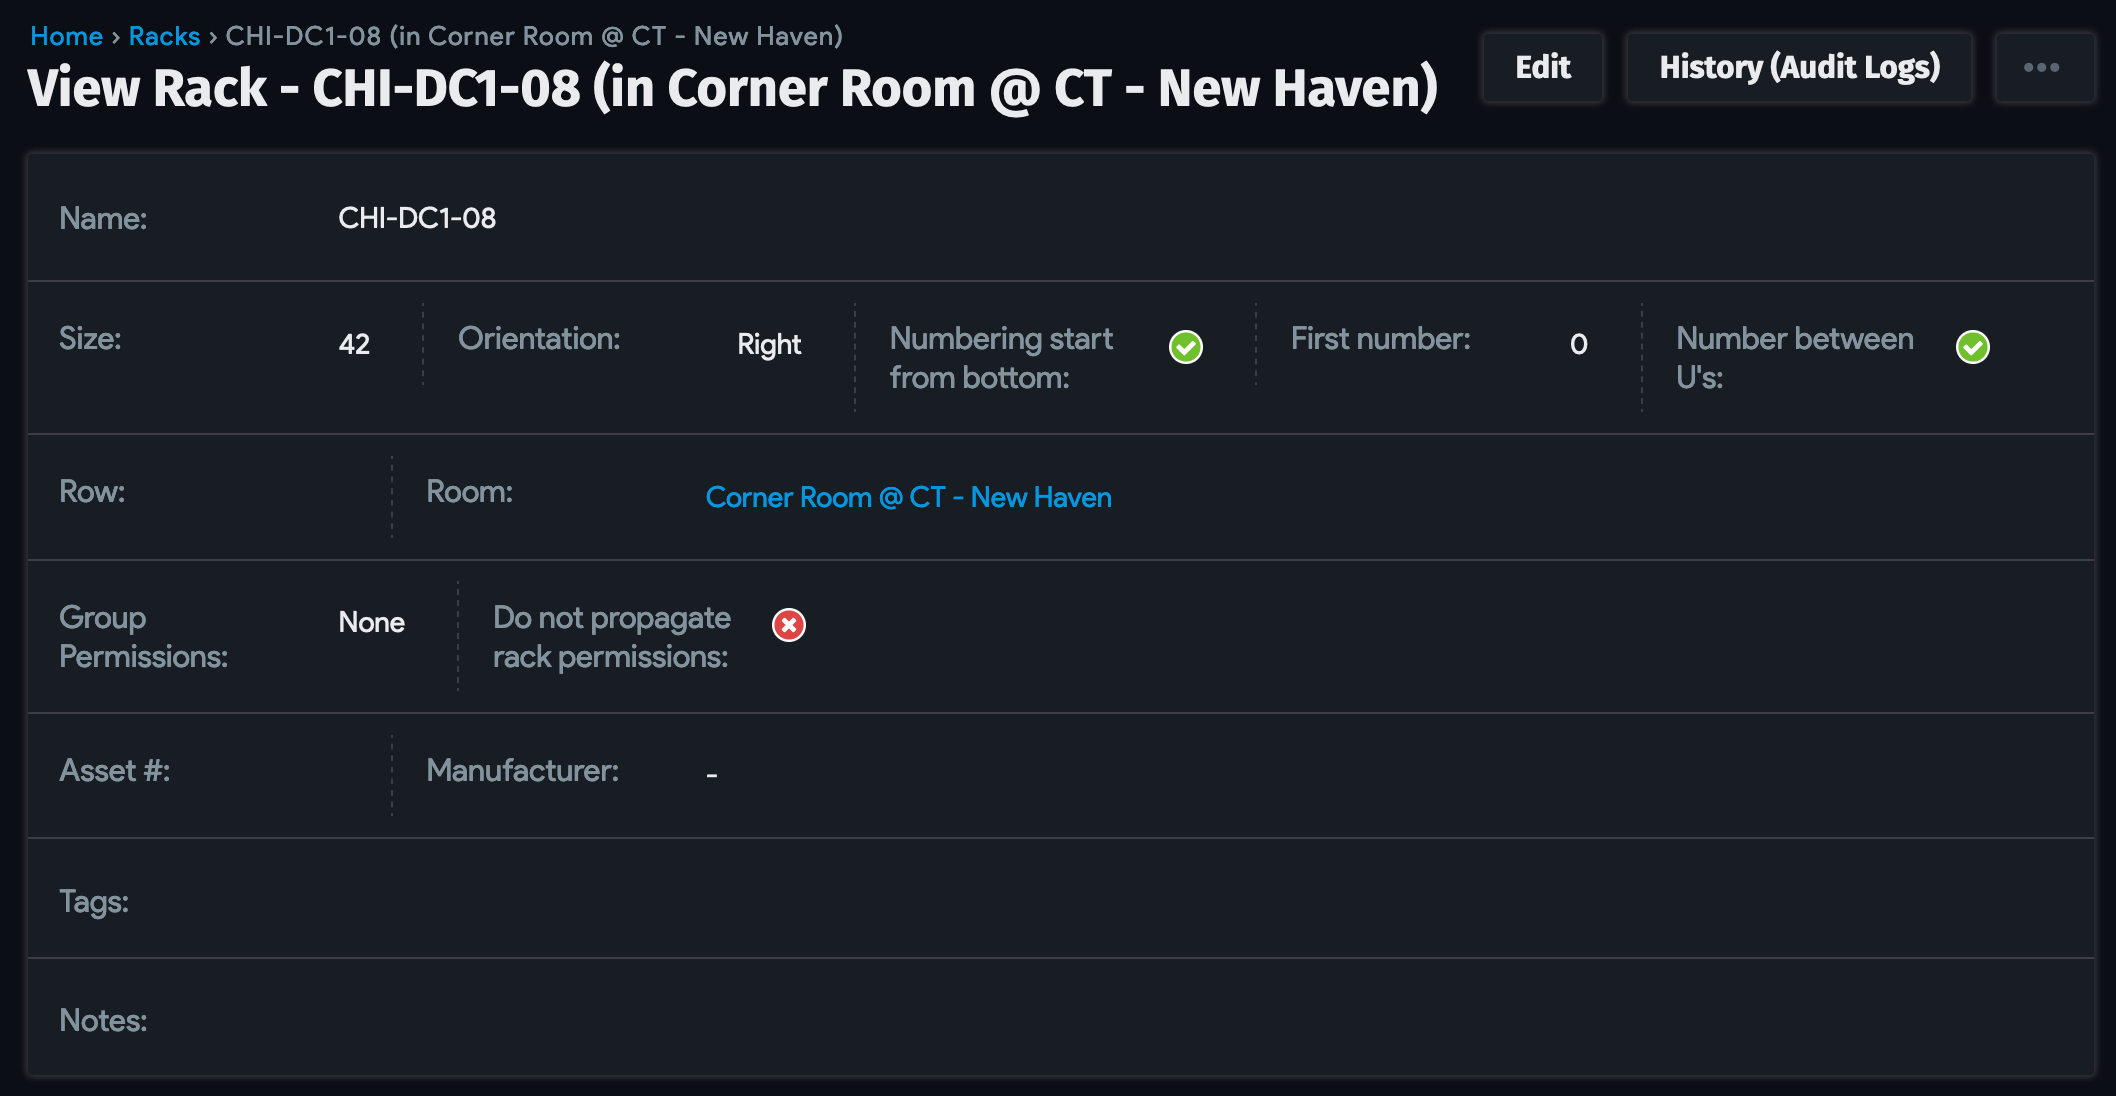 Home › Racks › CHI-DC1-08 (in Corner Room @ CT - New Haven)
View Rack - CHI-DC1-08 (in Corner Room @ CT - New Haven)
Edit
History (Audit Logs)
Name: CHI-DC1-08
Size: 42
Orientation: Right
Numbering start
from bottom:
First number: 0
Number between
U's:
Row:
Room: Corner Room @ CT - New Haven
Group
Permissions:
None
Do not propagate
rack permissions:
Asset #:
Manufacturer: -
Tags:
Notes: